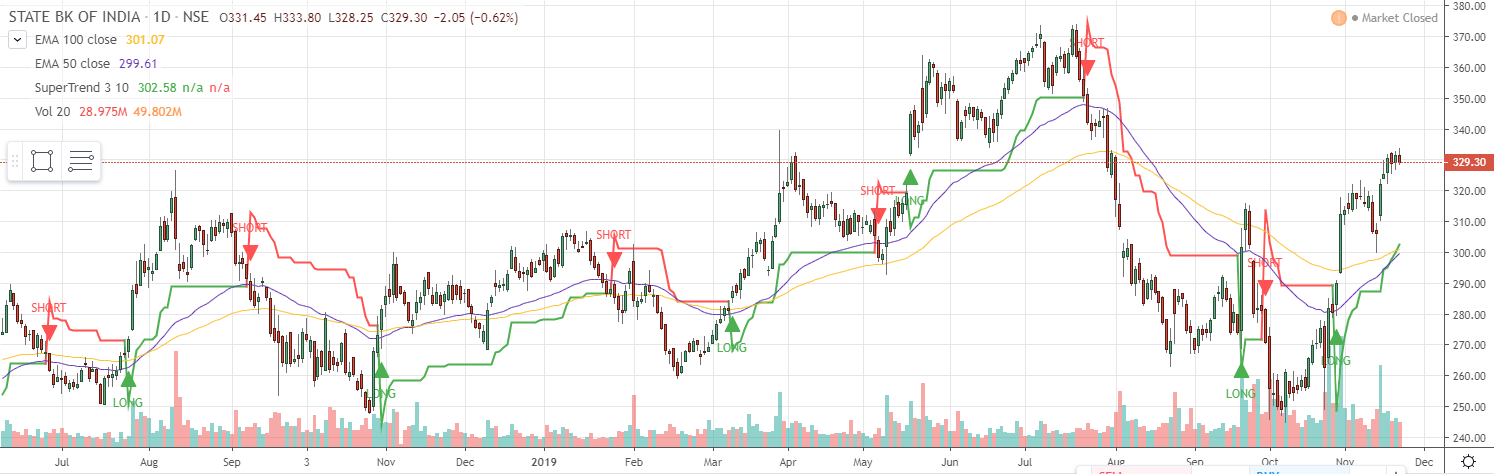 STATE BK OF INDIA · 1D · NSE O331.45 H333.80 L328.25 C329.30 −2.05 (−0.62%)
Market Closed
EMA 100 close 301.07
EMA 50 close 299.61
SuperTrend 3 10 302.58 n/a n/a
Vol 20 28.975M 49.802M
380.00
370.00
360.00
350.00
340.00
329.30
320.00
310.00
300.00
290.00
280.00
270.00
260.00
250.00
240.00
SHORT
LONG
SHORT
LONG
SHORT
LONG
SHORT
LONG
SHORT
LONG
SHORT
LONG
Jul Aug Sep 3 Nov Dec 2019 Feb Mar Apr May Jun Jul Aug Sep Oct Nov Dec
SELL BUY